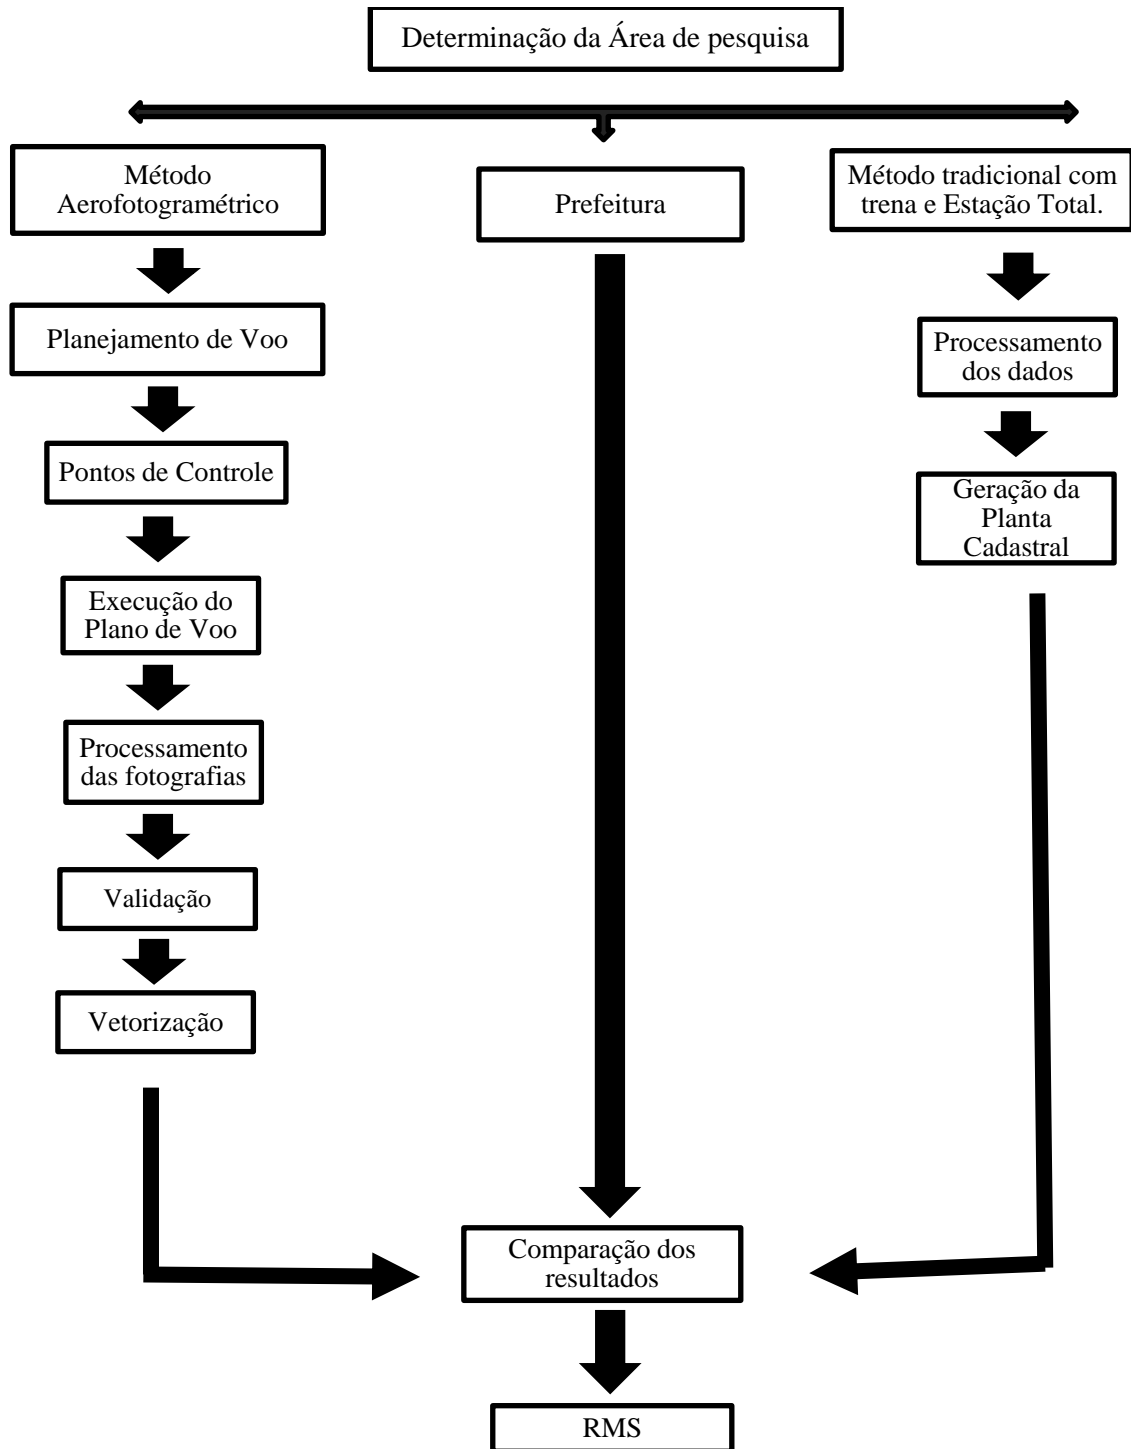 Determinação da Área de pesquisa
Método
Aerofotogramétrico
Prefeitura
Método tradicional com
trena e Estação Total.
Planejamento de Voo
Processamento
dos dados
Pontos de Controle
Geração da
Planta
Cadastral
Execução do
Plano de Voo
Processamento
das fotografias
Validação
Vetorização
Comparação dos
resultados
RMS